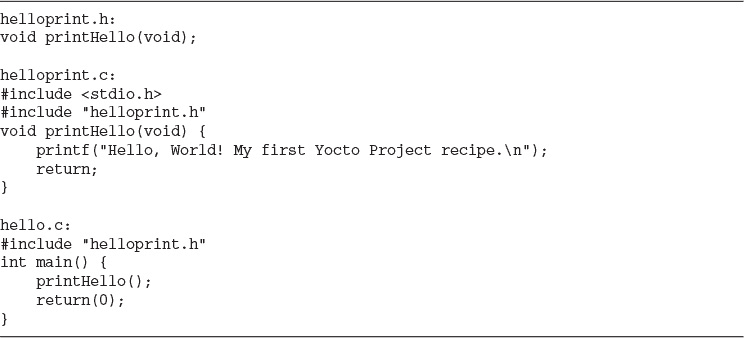 helloprint.h:
void printHello(void);

helloprint.c:
#include <stdio.h>
#include "helloprint.h"
void printHello(void) {
    printf("Hello, World! My first Yocto Project recipe.\n");
    return;
}

hello.c:
#include "helloprint.h"
int main() {
    printHello();
    return(0);
}